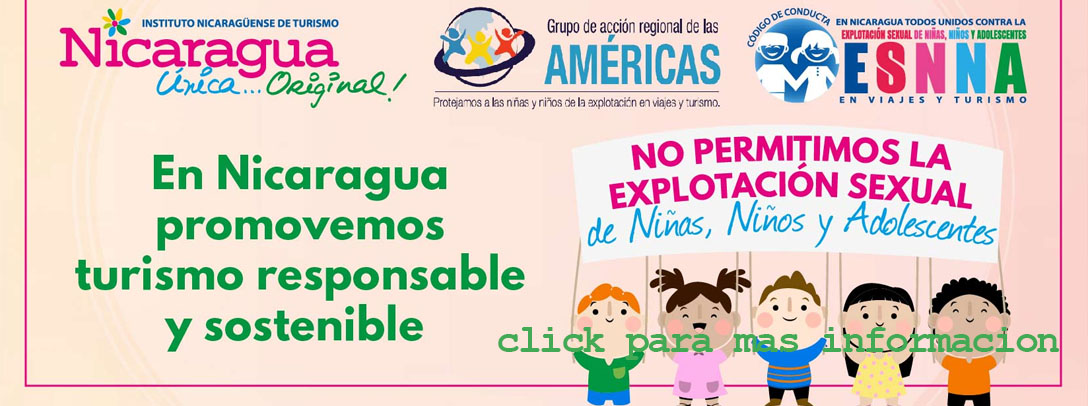 INSTITUTO NICARAGÜENSE DE TURISMO
Nicaragua
Única... Original!
Grupo de acción regional de las
AMÉRICAS
Protejamos a las niñas y niños de la explotación en viajes y turismo.
CÓDIGO DE CONDUCTA
EN NICARAGUA TODOS UNIDOS CONTRA LA
EXPLOTACIÓN SEXUAL DE NIÑAS, NIÑOS Y ADOLESCENTES
ESNNA
EN VIAJES Y TURISMO
En Nicaragua
promovemos
turismo responsable
y sostenible
NO PERMITIMOS LA
EXPLOTACIÓN SEXUAL
de Niñas, Niños y Adolescentes
click para mas informacion